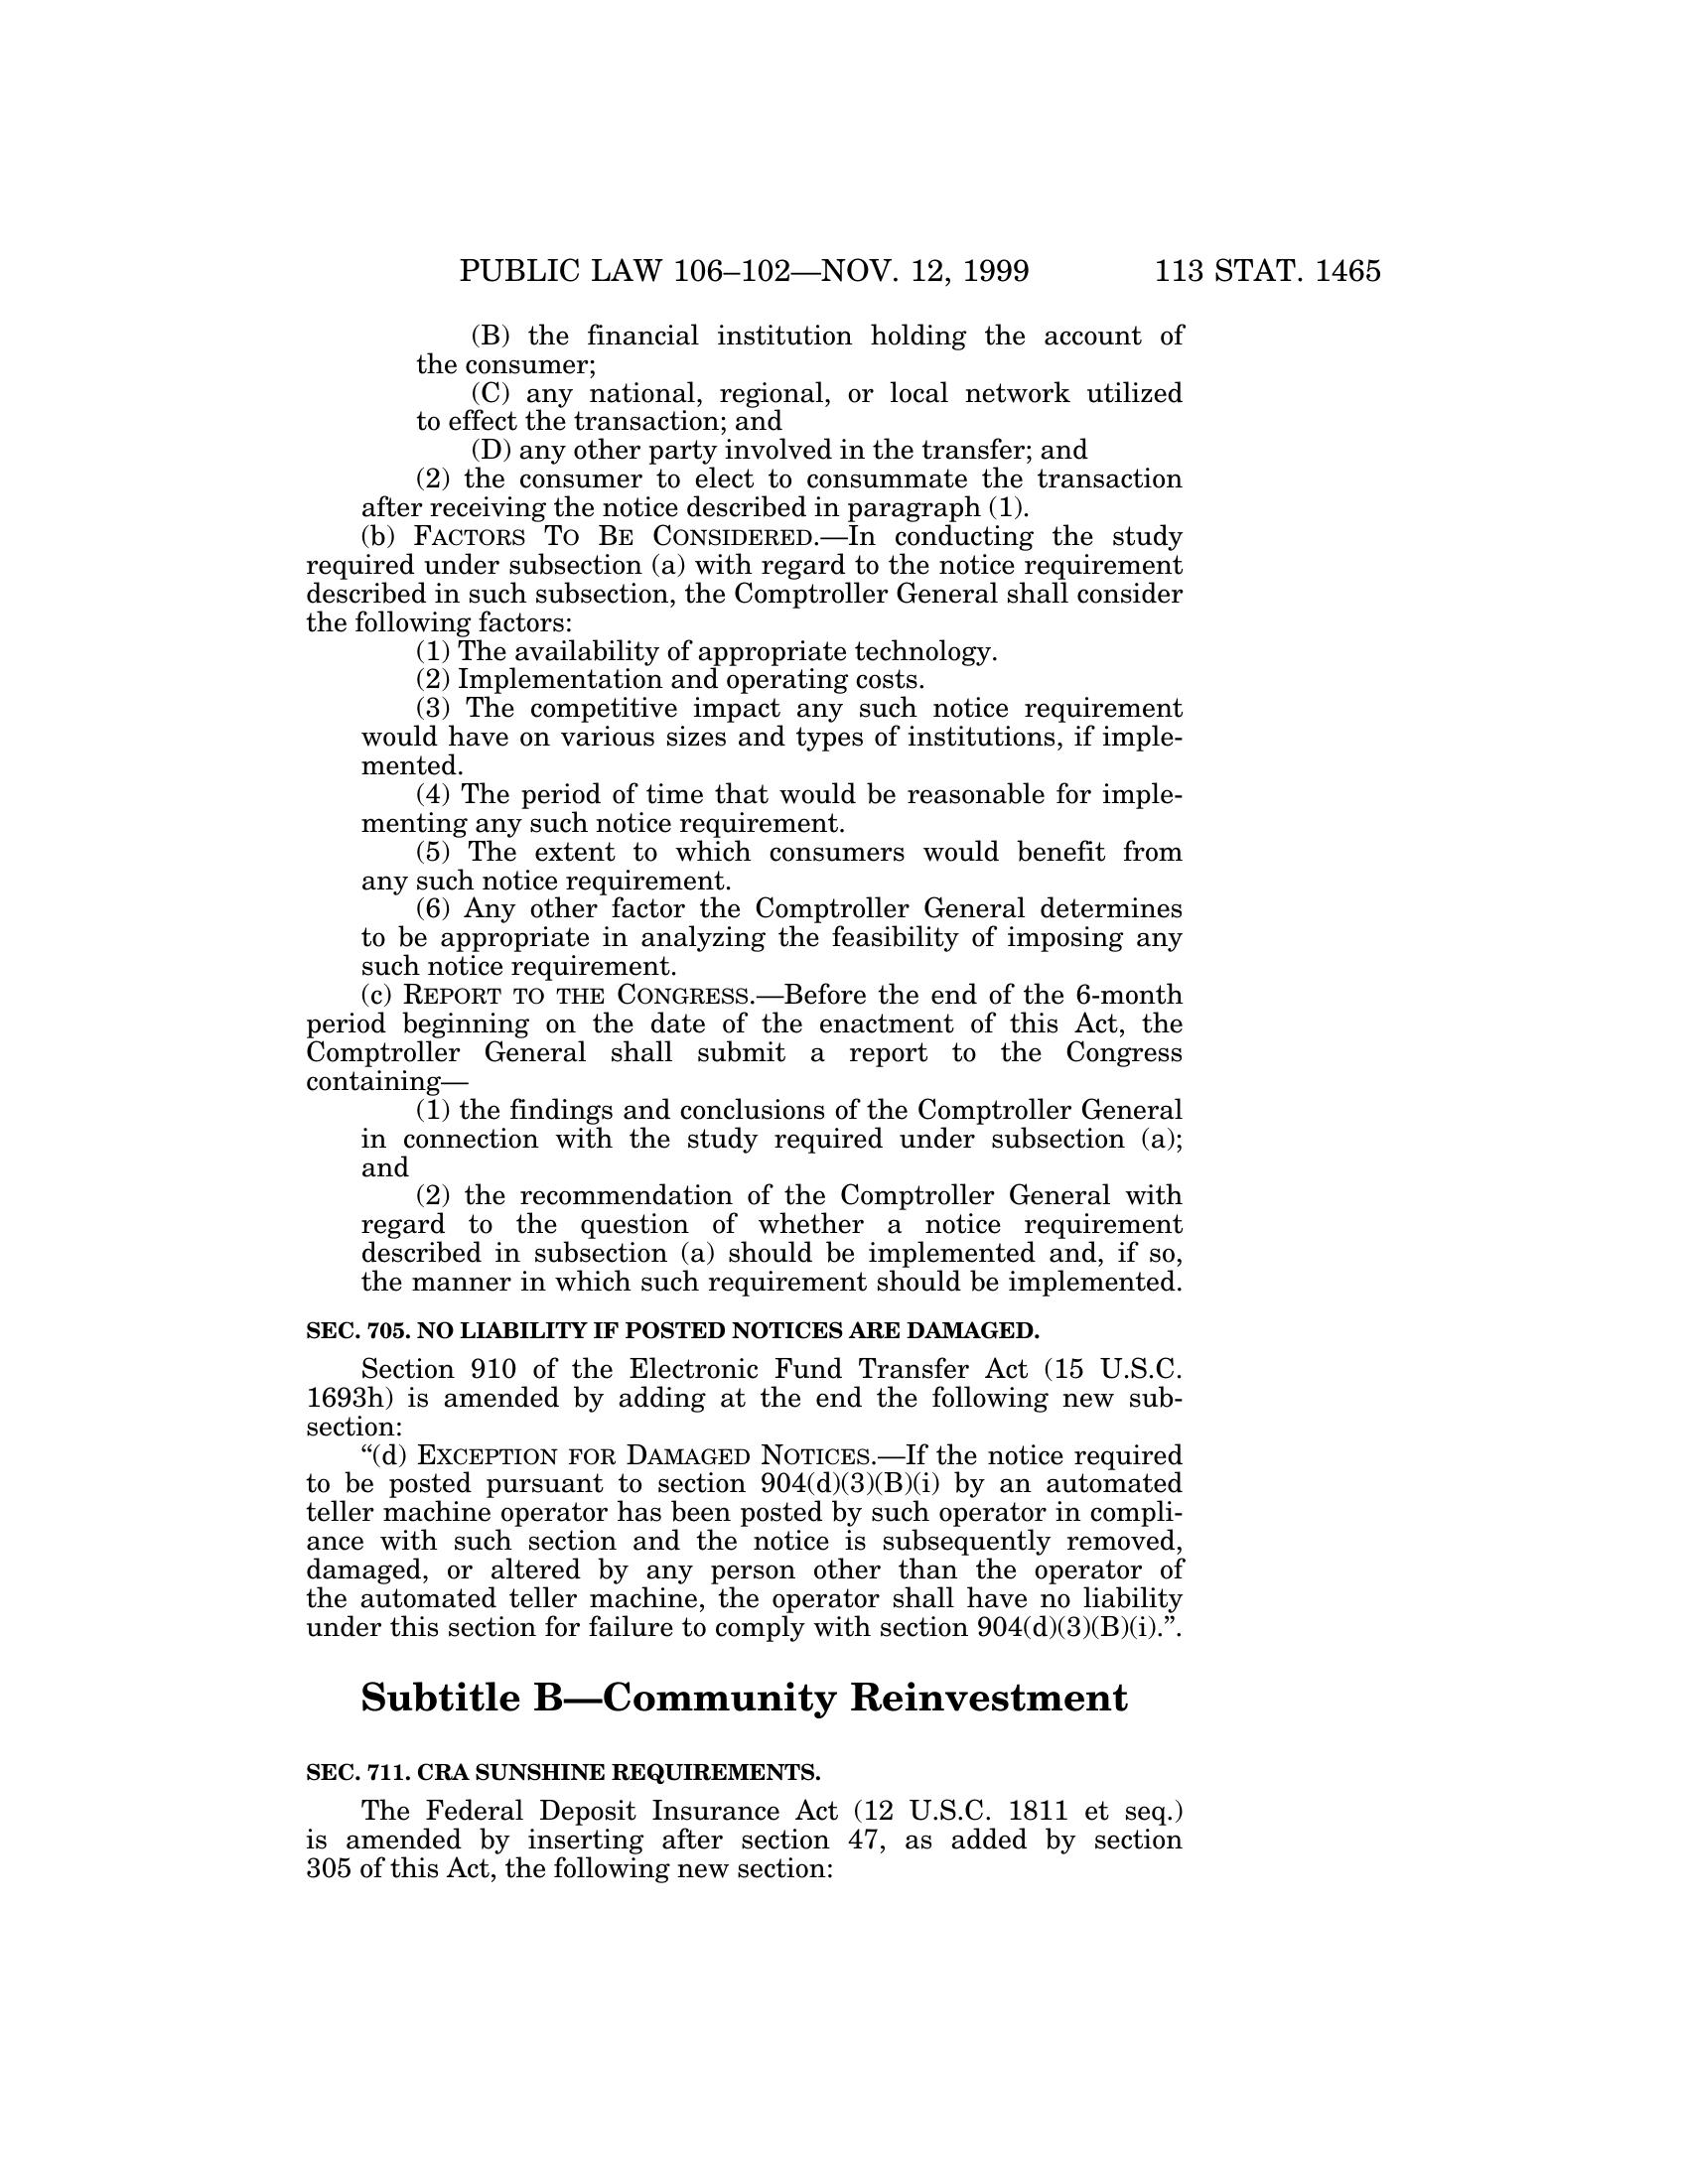 PUBLIC LAW 106–102—NOV. 12, 1999 113 STAT. 1465
(B) the financial institution holding the account of
the consumer;
(C) any national, regional, or local network utilized
to effect the transaction; and
(D) any other party involved in the transfer; and
(2) the consumer to elect to consummate the transaction
after receiving the notice described in paragraph (1).
(b) FACTORS TO BE CONSIDERED.—In conducting the study
required under subsection (a) with regard to the notice requirement
described in such subsection, the Comptroller General shall consider
the following factors:
(1) The availability of appropriate technology.
(2) Implementation and operating costs.
(3) The competitive impact any such notice requirement
would have on various sizes and types of institutions, if imple-
mented.
(4) The period of time that would be reasonable for imple-
menting any such notice requirement.
(5) The extent to which consumers would benefit from
any such notice requirement.
(6) Any other factor the Comptroller General determines
to be appropriate in analyzing the feasibility of imposing any
such notice requirement.
(c) REPORT TO THE CONGRESS.—Before the end of the 6-month
period beginning on the date of the enactment of this Act, the
Comptroller General shall submit a report to the Congress
containing—
(1) the findings and conclusions of the Comptroller General
in connection with the study required under subsection (a);
and
(2) the recommendation of the Comptroller General with
regard to the question of whether a notice requirement
described in subsection (a) should be implemented and, if so,
the manner in which such requirement should be implemented.
SEC. 705. NO LIABILITY IF POSTED NOTICES ARE DAMAGED.
Section 910 of the Electronic Fund Transfer Act (15 U.S.C.
1693h) is amended by adding at the end the following new sub-
section:
“(d) EXCEPTION FOR DAMAGED NOTICES.—If the notice required
to be posted pursuant to section 904(d)(3)(B)(i) by an automated
teller machine operator has been posted by such operator in compli-
ance with such section and the notice is subsequently removed,
damaged, or altered by any person other than the operator of
the automated teller machine, the operator shall have no liability
under this section for failure to comply with section 904(d)(3)(B)(i).”.
Subtitle B—Community Reinvestment
SEC. 711. CRA SUNSHINE REQUIREMENTS.
The Federal Deposit Insurance Act (12 U.S.C. 1811 et seq.)
is amended by inserting after section 47, as added by section
305 of this Act, the following new section: